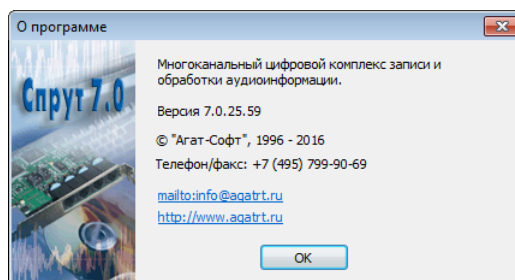 О программе
Спрут 7.0
Многоканальный цифровой комплекс записи и
обработки аудиоинформации.
Версия 7.0.25.59
© "Агат-Софт", 1996 - 2016
Телефон/факс: +7 (495) 799-90-69
mailto:info@agatrt.ru
http://www.agatrt.ru
OK